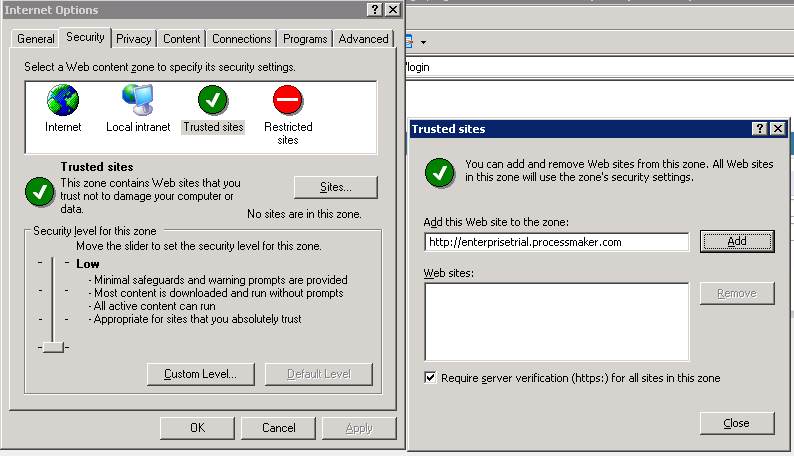 Internet Options
General
Security
Privacy
Content
Connections
Programs
Advanced
Select a Web content zone to specify its security settings.
Internet
Local intranet
Trusted sites
Restricted
sites
Trusted sites
This zone contains Web sites that you
trust not to damage your computer or
data.
Sites...
No sites are in this zone.
Security level for this zone
Move the slider to set the security level for this zone.
Low
- Minimal safeguards and warning prompts are provided
- Most content is downloaded and run without prompts
- All active content can run
- Appropriate for sites that you absolutely trust
Custom Level...
Default Level
OK
Cancel
Apply
/login
Trusted sites
You can add and remove Web sites from this zone. All Web sites
in this zone will use the zone's security settings.
Add this Web site to the zone:
http://enterprisetrial.processmaker.com
Add
Web sites:
Remove
Require server verification (https:) for all sites in this zone
Close